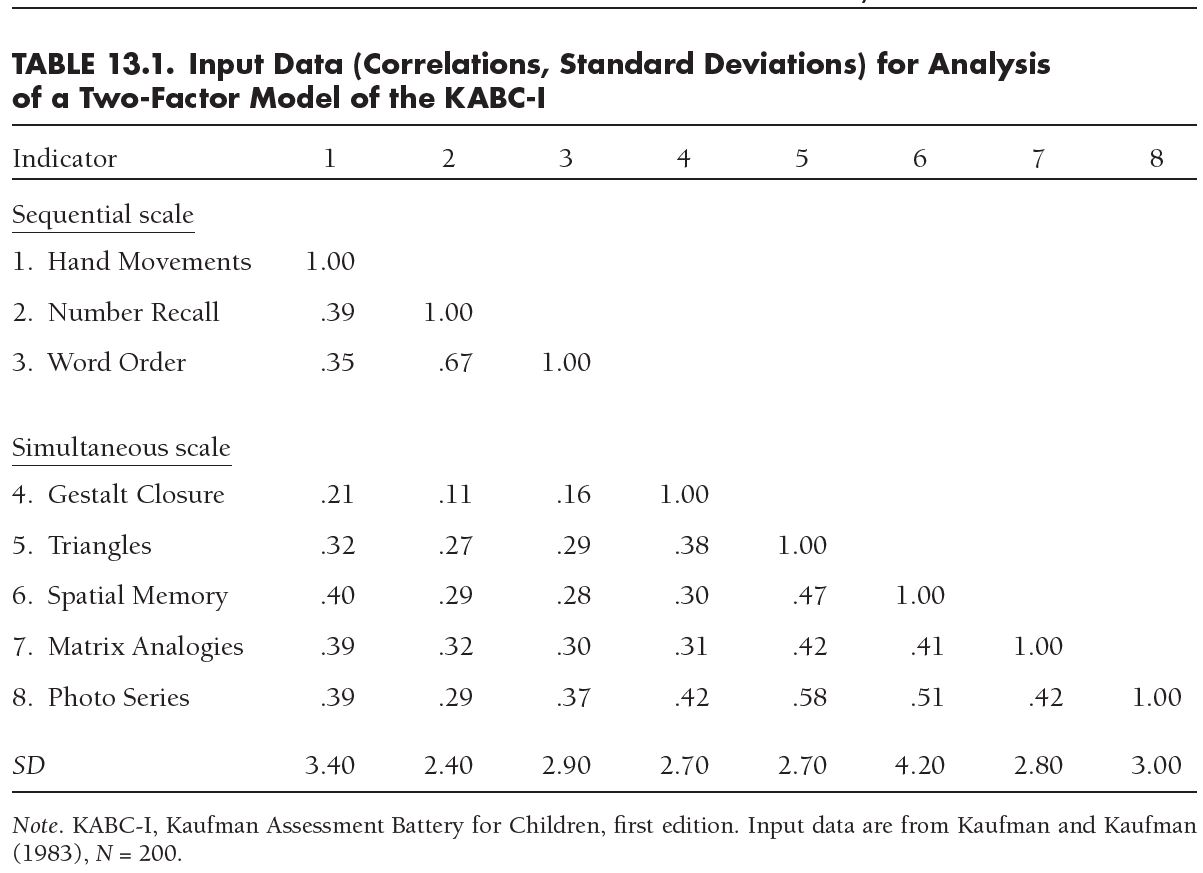 TABLE 13.1. Input Data (Correlations, Standard Deviations) for Analysis
of a Two-Factor Model of the KABC-I
Indicator 1 2 3 4 5 6 7 8
Sequential scale
1. Hand Movements 1.00
2. Number Recall .39 1.00
3. Word Order .35 .67 1.00
Simultaneous scale
4. Gestalt Closure .21 .11 .16 1.00
5. Triangles .32 .27 .29 .38 1.00
6. Spatial Memory .40 .29 .28 .30 .47 1.00
7. Matrix Analogies .39 .32 .30 .31 .42 .41 1.00
8. Photo Series .39 .29 .37 .42 .58 .51 .42 1.00
SD 3.40 2.40 2.90 2.70 2.70 4.20 2.80 3.00
Note. KABC-I, Kaufman Assessment Battery for Children, first edition. Input data are from Kaufman and Kaufman
(1983), N = 200.